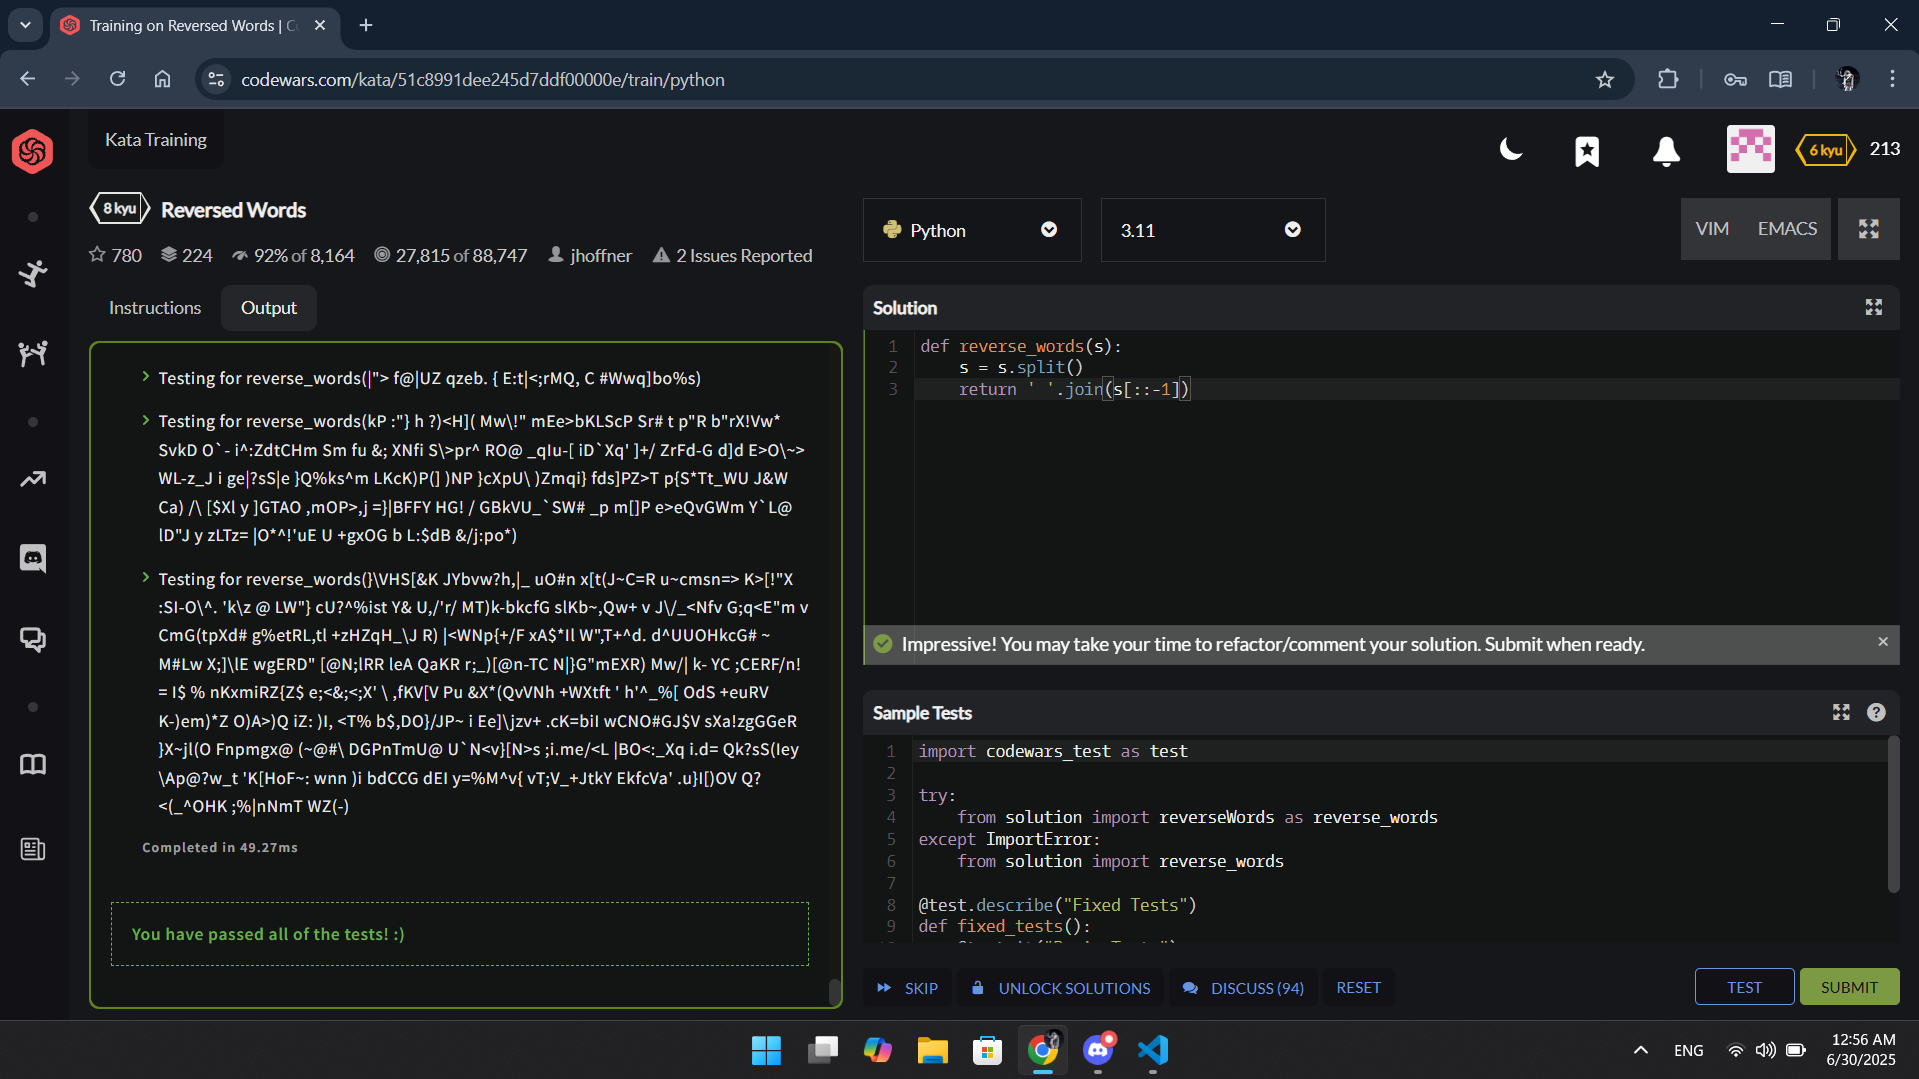 Training on Reversed Words | C
codewars.com/kata/51c8991dee245d7ddf00000e/train/python
Kata Training
6 kyu
213
8 kyu
Reversed Words
780
224
92% of 8,164
27,815 of 88,747
jhoffner
2 Issues Reported
Python
3.11
VIM
EMACS
Instructions
Output
Testing for reverse_words(|"> f@|UZ qzeb. { E:t|<;rMQ, C #Wwq]bo%s)
Testing for reverse_words(kP :"} h ?)<H]( Mw\!" mEe>bKLScP Sr# t p"R b"rX!Vw*
SvkD O`- i^:ZdtCHm Sm fu &; XNfi S\>pr^ RO@ _qIu-[ iD`Xq' ]+/ ZrFd-G d]d E>O\~>
WL-z_J i ge|?sS|e }Q%ks^m LKcK)P(] )NP }cXpU\ )Zmqi} fds]PZ>T p{S*Tt_WU J&W
Ca) /\ [$Xl y ]GTAO ,mOP>,j =}|BFFY HG! / GBkVU_`SW# _p m[]P e>eQvGWm Y`L@
lD"J y zLTz= |O*^!'uE U +gxOG b L:$dB &/j:po*)
Testing for reverse_words(}\VHS[&K JYbvw?h,|_ uO#n x[t(J~C=R u~cmsn=> K>[!"X
:SI-O\^. 'k\z @ LW"} cU?^%ist Y& U,/'r/ MT)k-bkcfG slKb~,Qw+ v J\/_<Nfv G;q<E"m v
CmG(tpXd# g%etRL,tl +zHZqH_\J R) |<WNp{+/F xA$*Il W",T+^d. d^UUOHkcG# ~
M#Lw X;]\lE wgERD" [@N;lRR leA QaKR r;_)[@n-TC N|}G"mEXR) Mw/| k- YC ;CERF/n!
= I$ % nKxmiRZ{Z$ e;<&;<;X' \ ,fKV[V Pu &X*(QvVNh +WXtft ' h'^_%[ OdS +euRV
K-)em)*Z O)A>)Q iZ: )I, <T% b$,DO}/JP~ i Ee]\jzv+ .cK=biI wCNO#GJ$V sXa!zgGGeR
}X~jl(O Fnpmgx@ (~@#\ DGPnTmU@ U`N<v}[N>s ;i.me/<L |BO<:_Xq i.d= Qk?sS(Iey
\Ap@?w_t 'K[HoF~: wnn )i bdCCG dEI y=%M^v{ vT;V_+JtkY EkfcVa' .u}I[)OV Q?
<(_^OHK ;%|nNmT WZ(-)
Completed in 49.27ms
You have passed all of the tests! :)
Solution
1 def reverse_words(s):
2 s = s.split()
3 return ' '.join(s[::-1])
Impressive! You may take your time to refactor/comment your solution. Submit when ready.
Sample Tests
1 import codewars_test as test
2
3 try:
4 from solution import reverseWords as reverse_words
5 except ImportError:
6 from solution import reverse_words
7
8 @test.describe("Fixed Tests")
9 def fixed_tests():
SKIP
UNLOCK SOLUTIONS
DISCUSS (94)
RESET
TEST
SUBMIT
ENG
12:56 AM
6/30/2025